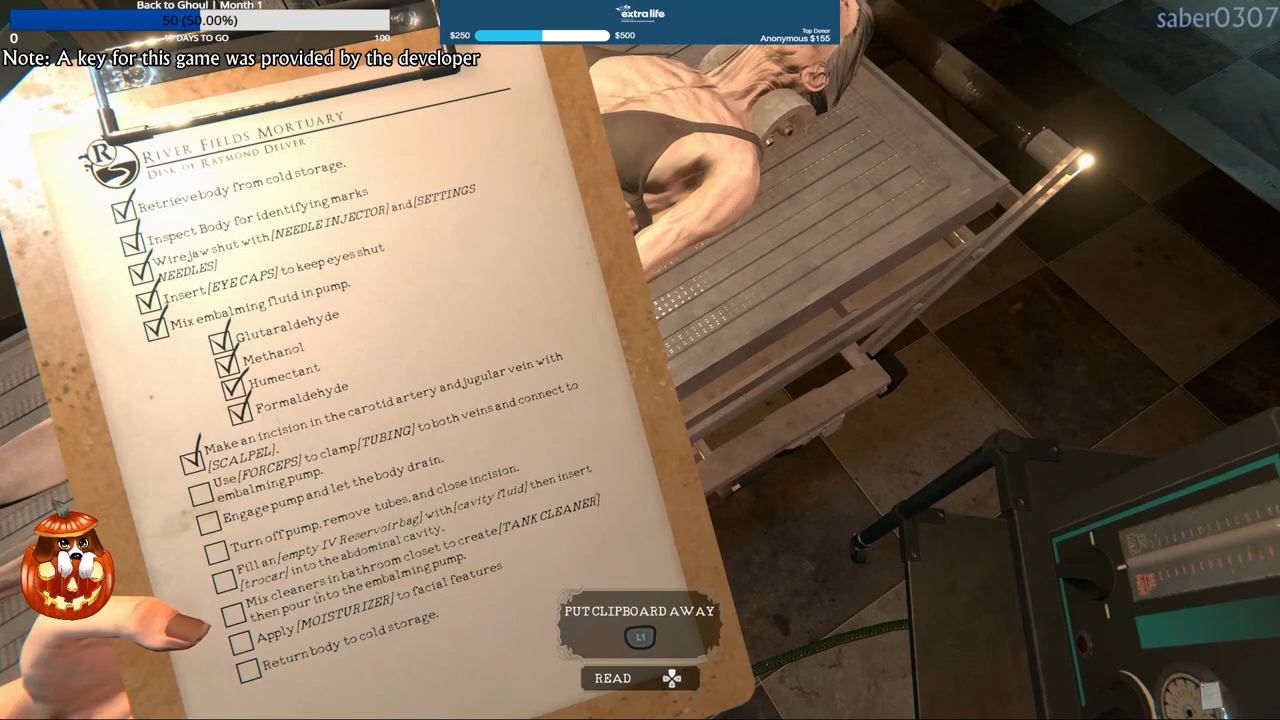 Back to Ghoul | Month 1
50 (50.00%)
0
15 DAYS TO GO
100
extralife
$250
$500
Top Donor
Anonymous $155
saber0307
Note: A key for this game was provided by the developer
R
RIVER FIELDS MORTUARY
DESK OF RAYMOND DELVER
Retrieve body from cold storage.
Inspect Body for identifying marks
Wire jaw shut with [NEEDLE INJECTOR] and [SETTINGS
NEEDLES]
Insert [EYE CAPS] to keep eyes shut
Mix embalming fluid in pump.
Glutaraldehyde
Methanol
Humectant
Formaldehyde
Make an incision in the carotid artery and jugular vein with
[SCALPEL].
Use [FORCEPS] to clamp [TUBING] to both veins and connect to
embalming pump.
Engage pump and let the body drain.
Turn off pump, remove tubes, and close incision.
Fill an [empty IV Reservoir bag] with [cavity fluid] then insert
[trocar] into the abdominal cavity.
Mix cleaners in bathroom closet to create [TANK CLEANER]
then pour into the embalming pump.
Apply [MOISTURIZER] to facial features
Return body to cold storage.
PUT CLIPBOARD AWAY
L1
READ